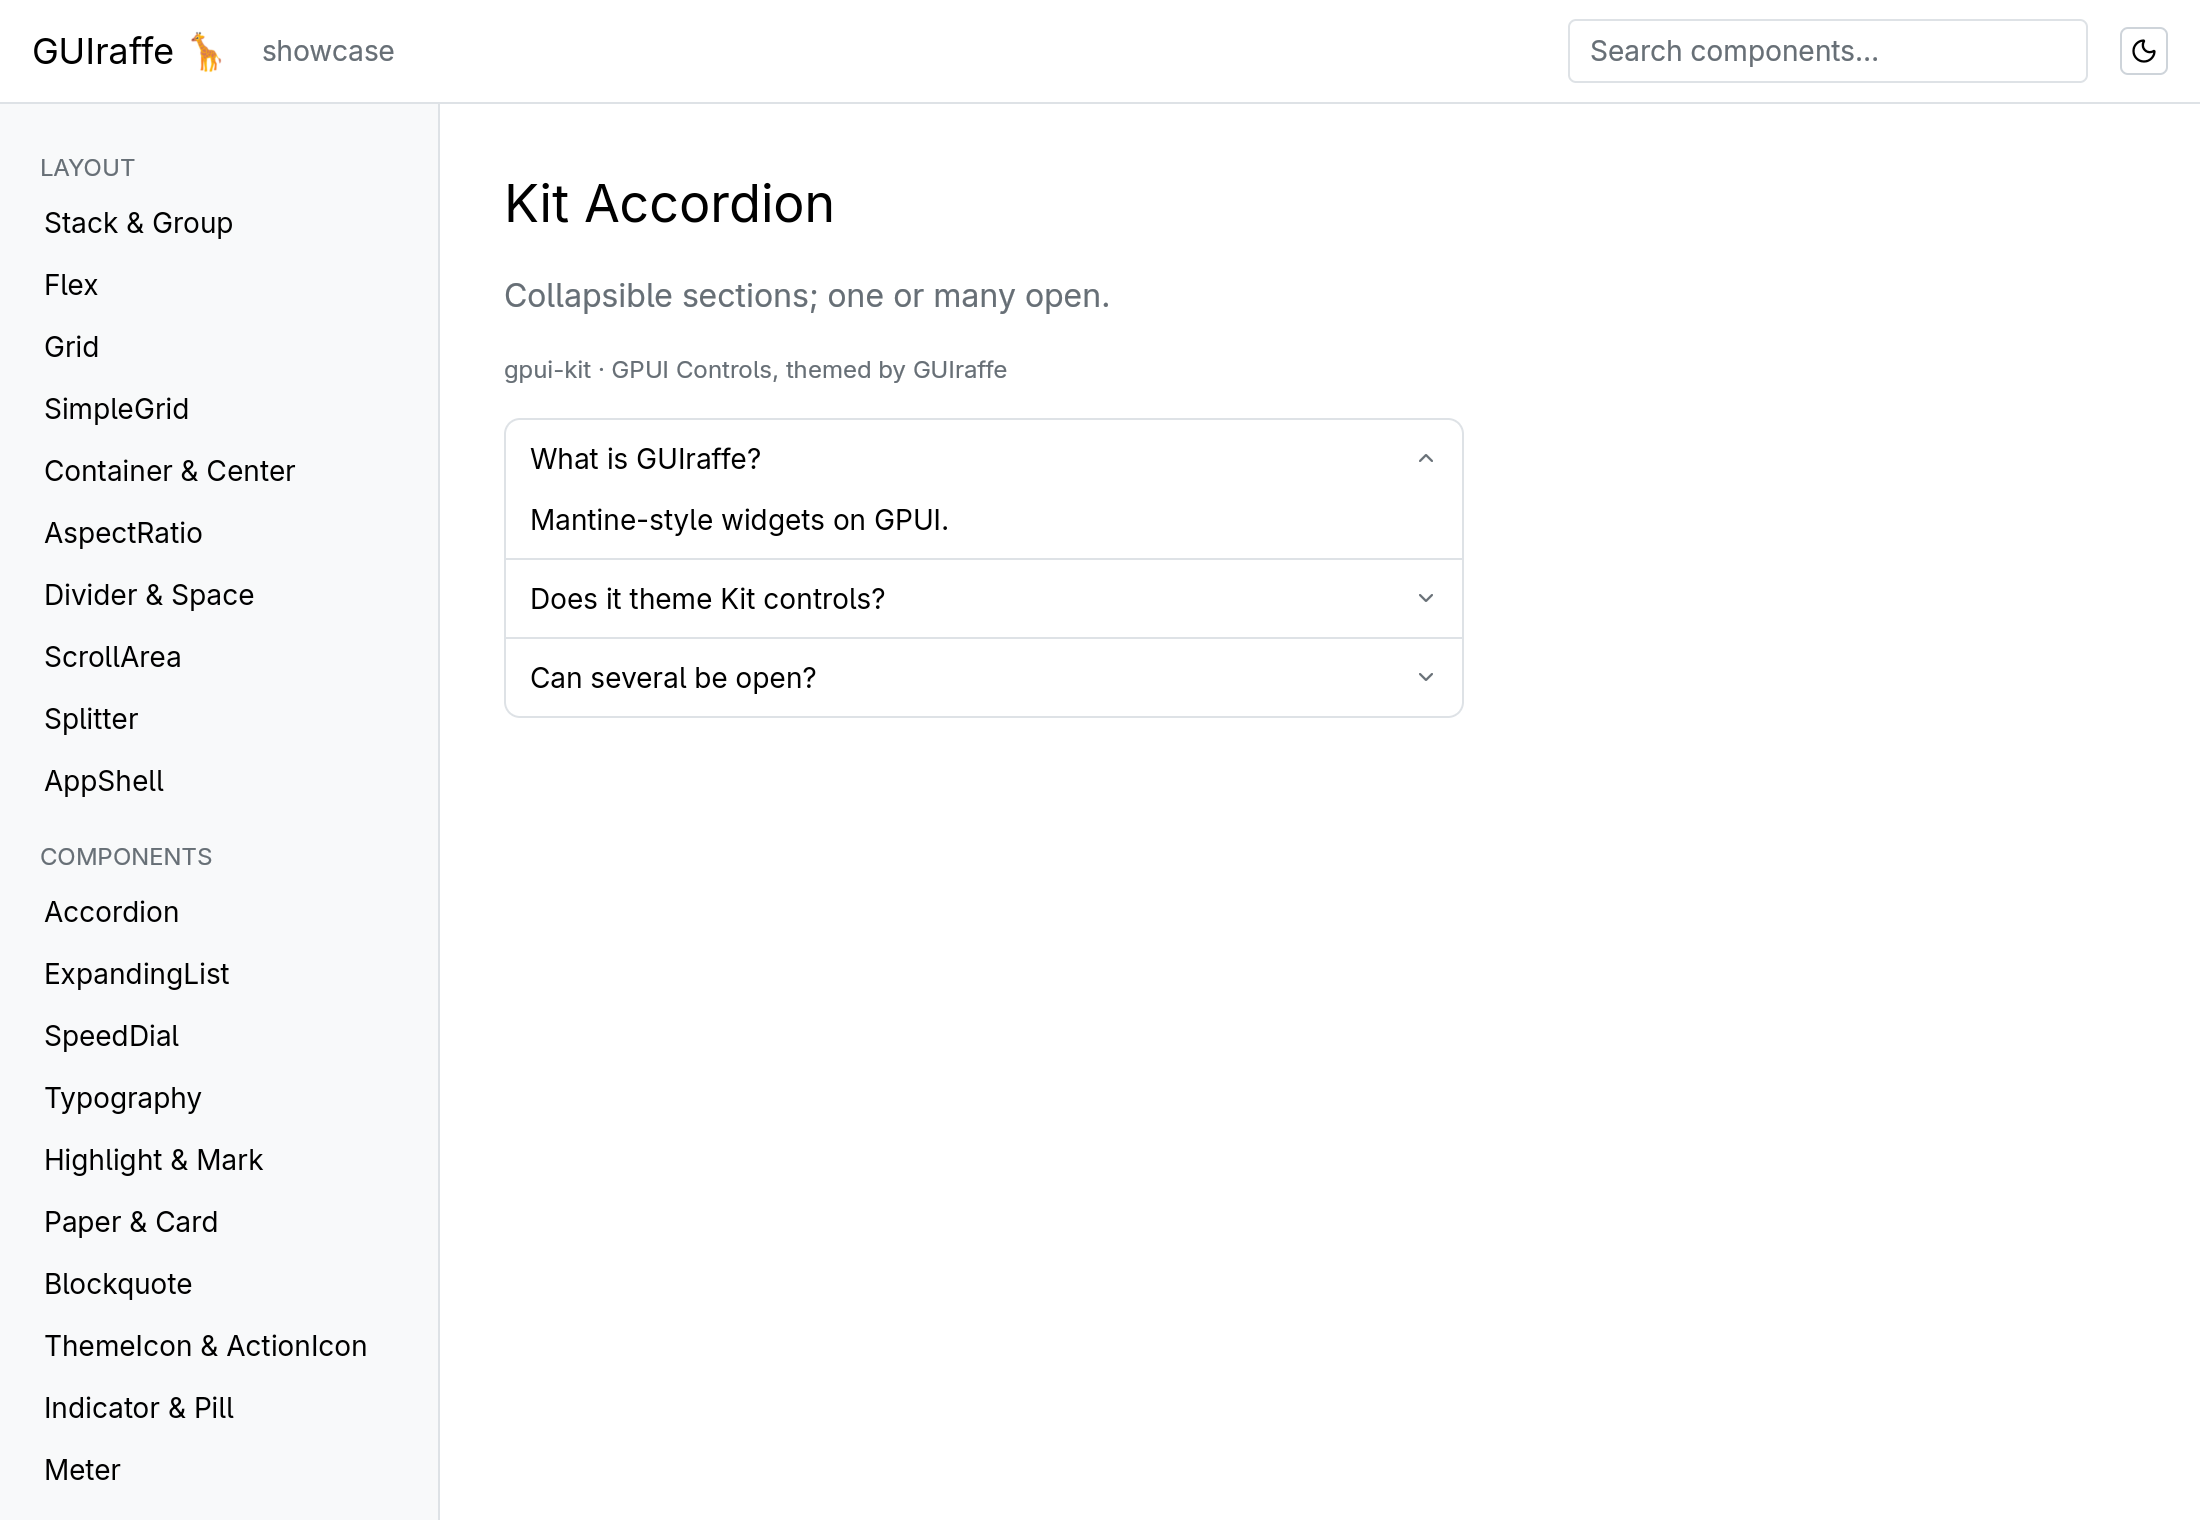 GUIraffe 🦒 showcase
Search components...
LAYOUT
Stack & Group
Flex
Grid
SimpleGrid
Container & Center
AspectRatio
Divider & Space
ScrollArea
Splitter
AppShell
COMPONENTS
Accordion
ExpandingList
SpeedDial
Typography
Highlight & Mark
Paper & Card
Blockquote
ThemeIcon & ActionIcon
Indicator & Pill
Meter
Kit Accordion
Collapsible sections; one or many open.
gpui-kit · GPUI Controls, themed by GUIraffe
What is GUIraffe?
Mantine-style widgets on GPUI.
Does it theme Kit controls?
Can several be open?